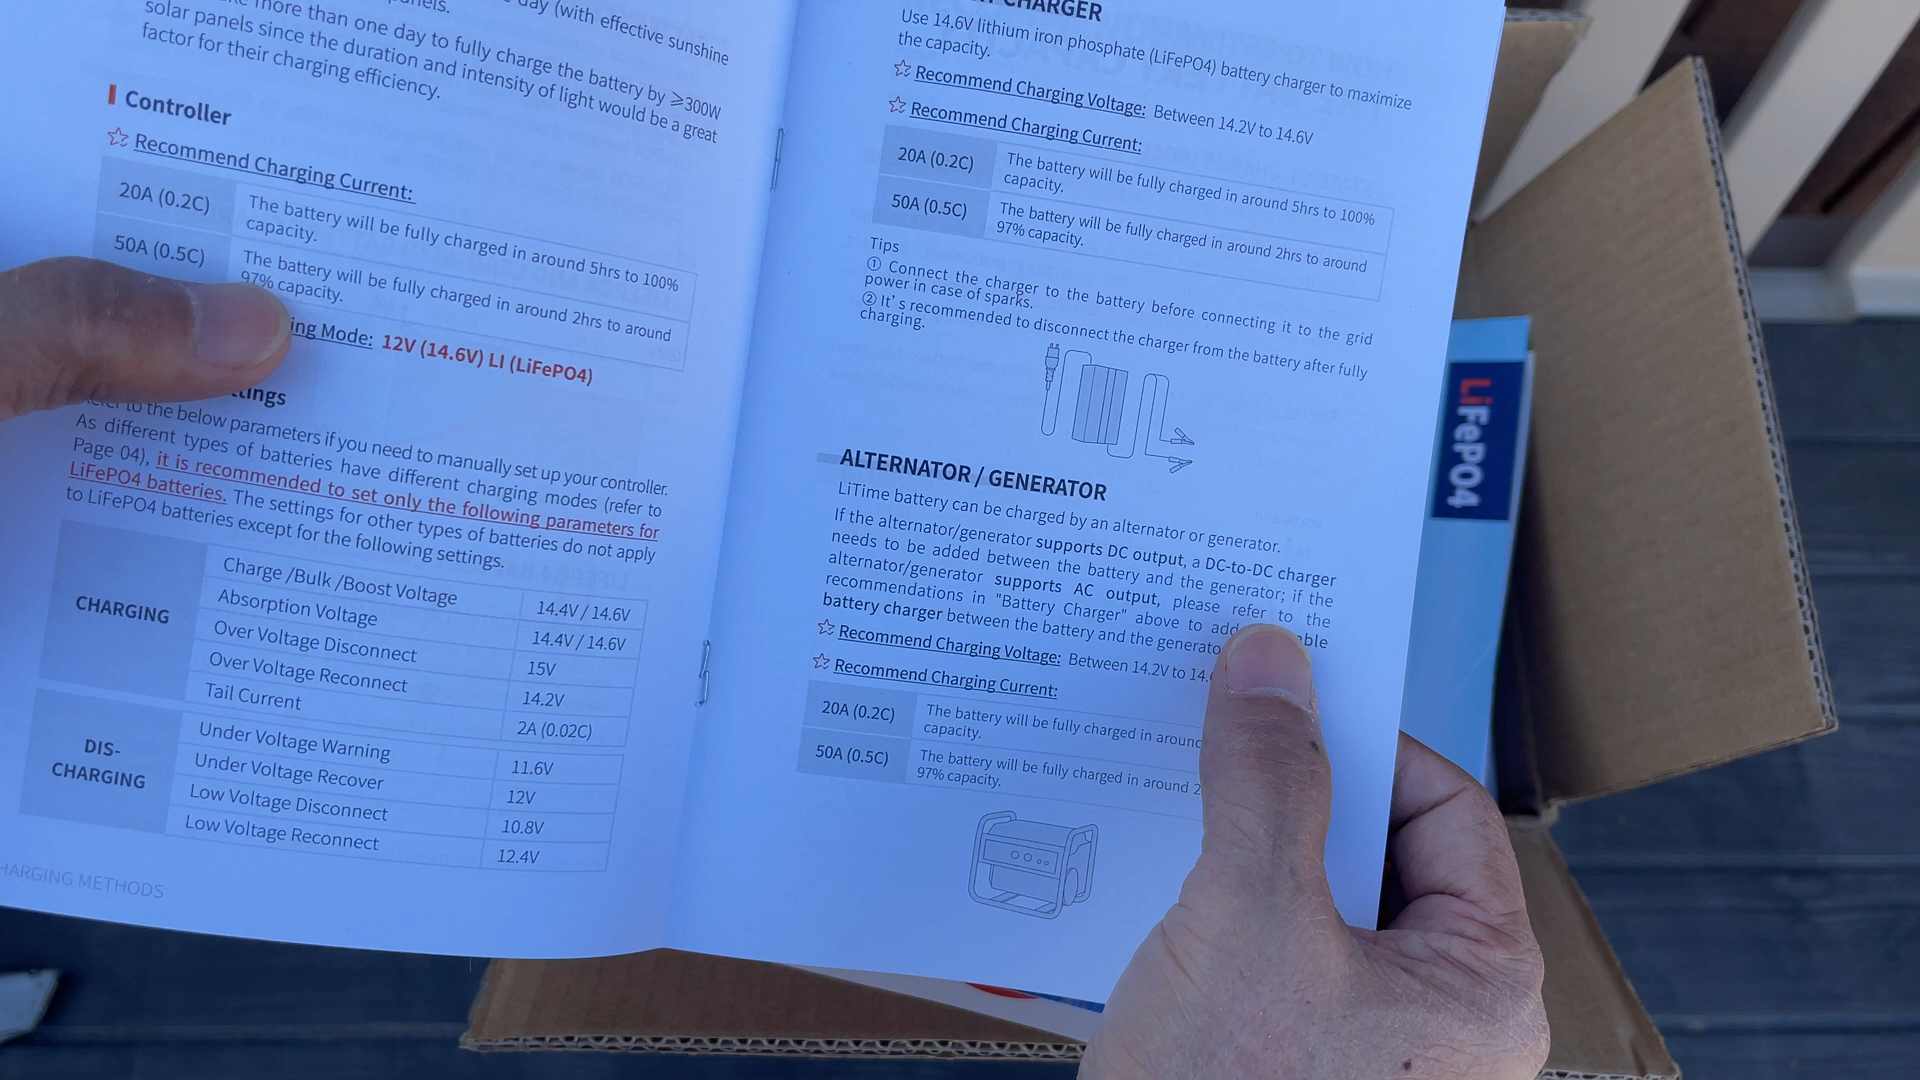 day (with effective sunshine
more than one day to fully charge the battery by ≥300W
solar panels since the duration and intensity of light would be a great
factor for their charging efficiency.
Controller
Recommend Charging Current:
20A (0.2C) The battery will be fully charged in around 5hrs to 100%
capacity.
50A (0.5C) The battery will be fully charged in around 2hrs to around
97% capacity.
Mode: 12V (14.6V) LI (LiFePO4)
to the below parameters if you need to manually set up your controller.
As different types of batteries have different charging modes (refer to
Page 04), it is recommended to set only the following parameters for
LiFePO4 batteries. The settings for other types of batteries do not apply
to LiFePO4 batteries except for the following settings.
CHARGING
Charge /Bulk /Boost Voltage 14.4V / 14.6V
Absorption Voltage 14.4V / 14.6V
Over Voltage Disconnect 15V
Over Voltage Reconnect 14.2V
Tail Current 2A (0.02C)
DIS-
CHARGING
Under Voltage Warning 11.6V
Under Voltage Recover 12V
Low Voltage Disconnect 10.8V
Low Voltage Reconnect 12.4V
CHARGING METHODS
CHARGER
Use 14.6V lithium iron phosphate (LiFePO4) battery charger to maximize
the capacity.
Recommend Charging Voltage: Between 14.2V to 14.6V
Recommend Charging Current:
20A (0.2C) The battery will be fully charged in around 5hrs to 100%
capacity.
50A (0.5C) The battery will be fully charged in around 2hrs to around
97% capacity.
Tips
① Connect the charger to the battery before connecting it to the grid
power in case of sparks.
② It's recommended to disconnect the charger from the battery after fully
charging.
ALTERNATOR / GENERATOR
LiTime battery can be charged by an alternator or generator.
If the alternator/generator supports DC output, a DC-to-DC charger
needs to be added between the battery and the generator; if the
alternator/generator supports AC output, please refer to the
recommendations in "Battery Charger" above to add
battery charger between the battery and the
Recommend Charging Voltage: Between 14.2V to
Recommend Charging Current:
20A (0.2C) The battery will be fully charged in
capacity.
50A (0.5C) The battery will be fully charged in around 2
97% capacity.
LiFePO4